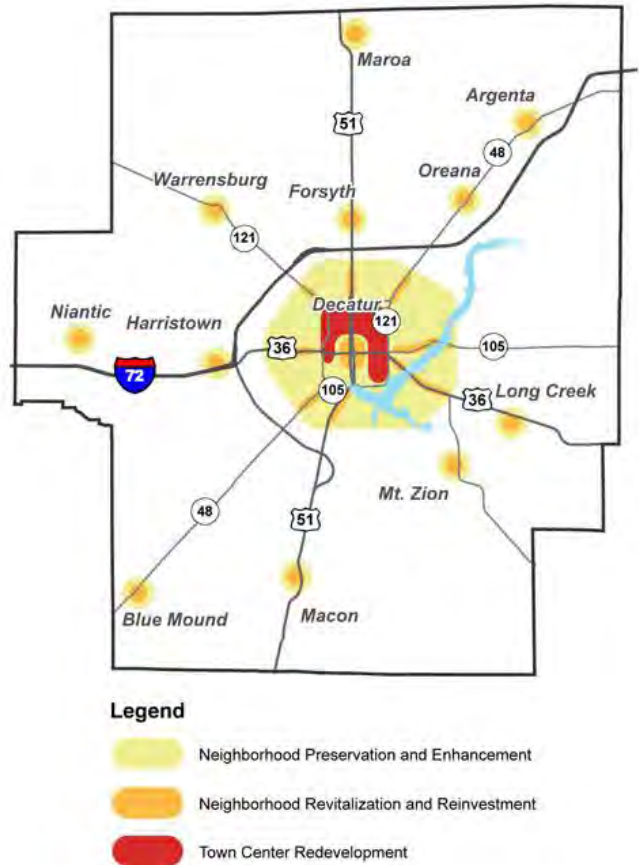 Maroa
Argenta
51
48
Warrensburg
Forsyth
Oreana
121
Decatur
121
Niantic
Harristown
36
105
72
105
36
Long Creek
Mt. Zion
48
51
Blue Mound
Macon
Legend
Neighborhood Preservation and Enhancement
Neighborhood Revitalization and Reinvestment
Town Center Redevelopment